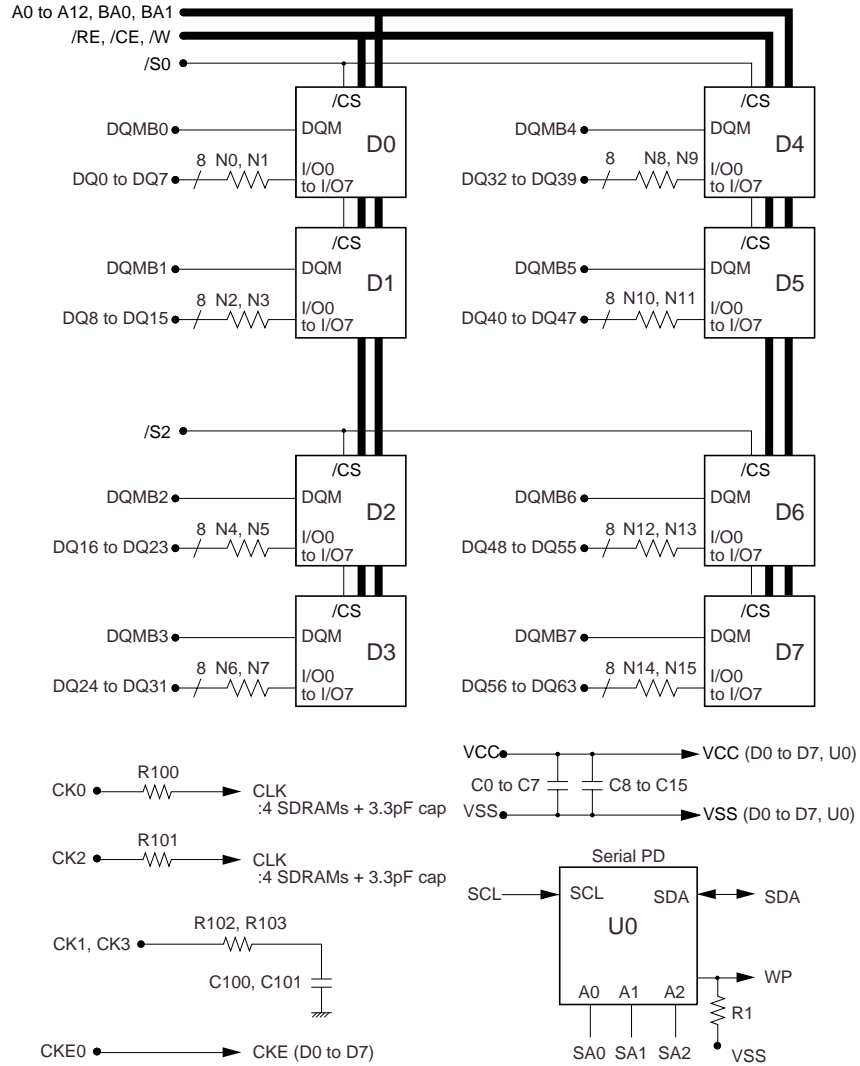 A0 to A12, BA0, BA1
/RE, /CE, /W
/S0
/CS
/CS
DQMB0
DQM
D0
DQMB4
DQM
D4
8 N0, N1
8 N8, N9
DQ0 to DQ7
I/O0
to I/O7
DQ32 to DQ39
I/O0
to I/O7
/CS
/CS
DQMB1
DQM
D1
DQMB5
DQM
D5
8 N2, N3
8 N10, N11
DQ8 to DQ15
I/O0
to I/O7
DQ40 to DQ47
I/O0
to I/O7
/S2
/CS
/CS
DQMB2
DQM
D2
DQMB6
DQM
D6
8 N4, N5
8 N12, N13
DQ16 to DQ23
I/O0
to I/O7
DQ48 to DQ55
I/O0
to I/O7
/CS
/CS
DQMB3
DQM
D3
DQMB7
DQM
D7
8 N6, N7
8 N14, N15
DQ24 to DQ31
I/O0
to I/O7
DQ56 to DQ63
I/O0
to I/O7
R100
CK0
CLK
:4 SDRAMs + 3.3pF cap
R101
CK2
CLK
:4 SDRAMs + 3.3pF cap
R102, R103
CK1, CK3
C100, C101
CKE0
CKE (D0 to D7)
VCC
VCC (D0 to D7, U0)
C0 to C7
C8 to C15
VSS
VSS (D0 to D7, U0)
Serial PD
SCL
SCL
SDA
SDA
U0
WP
A0 A1 A2
R1
SA0 SA1 SA2
VSS